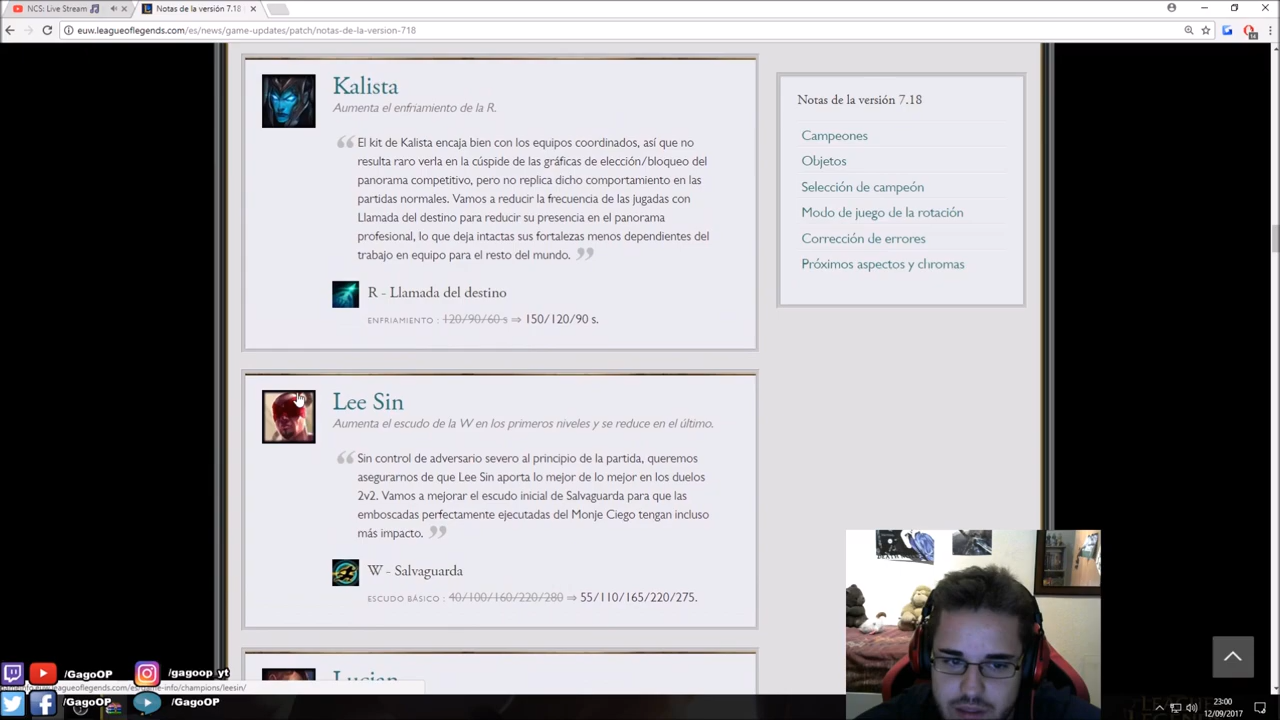 NCS: Live Stream
Notas de la versión 7.18
euw.leagueoflegends.com/es/news/game-updates/patch/notas-de-la-version-718
Kalista
Aumenta el enfriamiento de la R.
El kit de Kalista encaja bien con los equipos coordinados, así que no
resulta raro verla en la cúspide de las gráficas de elección/bloqueo del
panorama competitivo, pero no replica dicho comportamiento en las
partidas normales. Vamos a reducir la frecuencia de las jugadas con
Llamada del destino para reducir su presencia en el panorama
profesional, lo que deja intactas sus fortalezas menos dependientes del
trabajo en equipo para el resto del mundo.
R - Llamada del destino
ENFRIAMIENTO : 120/90/60 s ⇒ 150/120/90 s.
Notas de la versión 7.18
Campeones
Objetos
Selección de campeón
Modo de juego de la rotación
Corrección de errores
Próximos aspectos y chromas
Lee Sin
Aumenta el escudo de la W en los primeros niveles y se reduce en el último.
Sin control de adversario severo al principio de la partida, queremos
asegurarnos de que Lee Sin aporta lo mejor de lo mejor en los duelos
2v2. Vamos a mejorar el escudo inicial de Salvaguarda para que las
emboscadas perfectamente ejecutadas del Monje Ciego tengan incluso
más impacto.
W - Salvaguarda
ESCUDO BÁSICO : 40/100/160/220/280 ⇒ 55/110/165/220/275.
Lucian
/GagoOP
/gagoop_yt
euw.leagueoflegends.com/es/game-info/champions/leesin/
/GagoOP
/GagoOP
23:00
12/09/2017